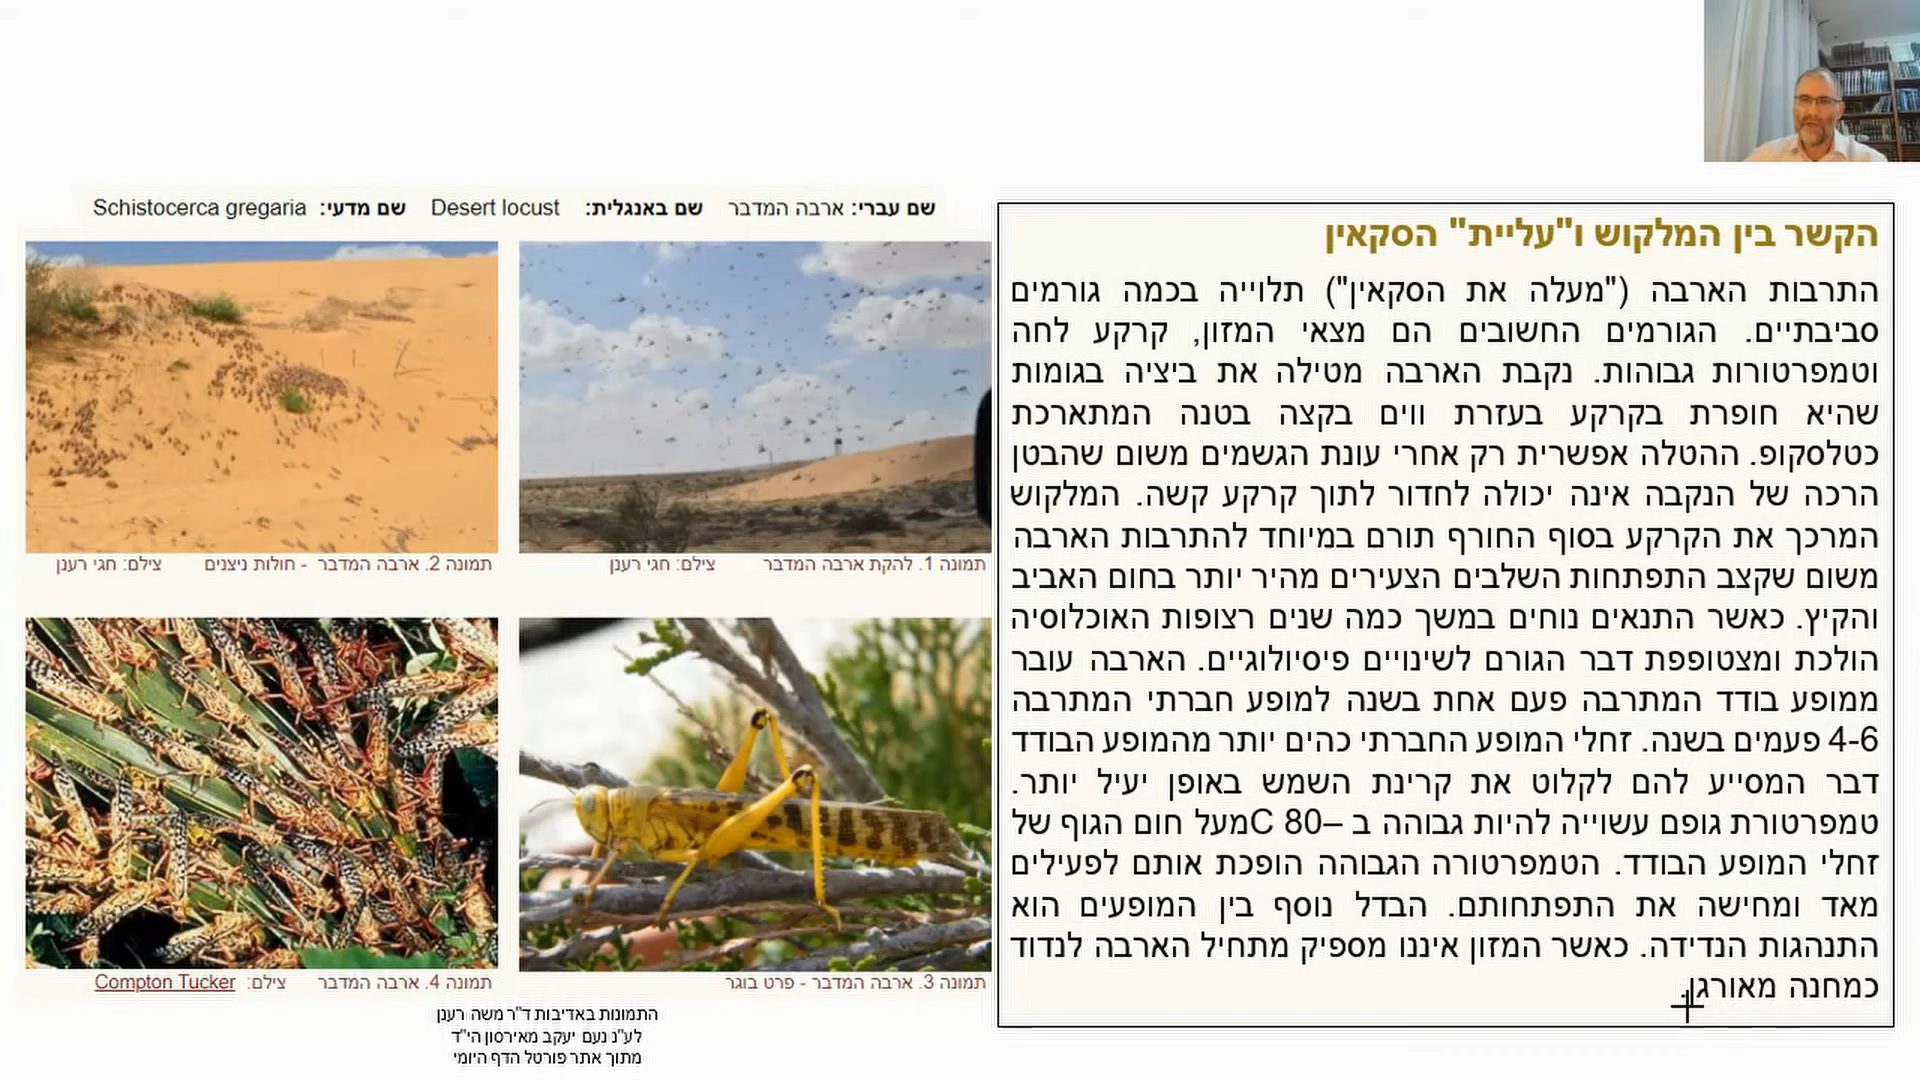 שם עברי: ארבה המדבר   שם באנגלית: Desert locust   שם מדעי: Schistocerca gregaria
תמונה 1. להקת ארבה המדבר   צילם: חגי רענן
תמונה 2. ארבה המדבר - חולות ניצנים   צילם: חגי רענן
תמונה 3. ארבה המדבר - פרט בוגר
תמונה 4. ארבה המדבר   צילם: Compton Tucker
התמונות באדיבות ד"ר משה רענן
לע"נ נעם יעקב מאירסון הי"ד
מתוך אתר פורטל הדף היומי
הקשר בין המלקוש ו"עליית" הסקאין
התרבות הארבה ("מעלה את הסקאין") תלוייה בכמה גורמים
סביבתיים. הגורמים החשובים הם מצאי המזון, קרקע לחה
וטמפרטורות גבוהות. נקבת הארבה מטילה את ביציה בגומות
שהיא חופרת בקרקע בעזרת ווים בקצה בטנה המתארכת
כטלסקופ. ההטלה אפשרית רק אחרי עונת הגשמים משום שהבטן
הרכה של הנקבה אינה יכולה לחדור לתוך קרקע קשה. המלקוש
המרכך את הקרקע בסוף החורף תורם במיוחד להתרבות הארבה
משום שקצב התפתחות השלבים הצעירים מהיר יותר בחום האביב
והקיץ. כאשר התנאים נוחים במשך כמה שנים רצופות האוכלוסיה
הולכת ומצטופפת דבר הגורם לשינויים פיסיולוגיים. הארבה עובר
ממופע בודד המתרבה פעם אחת בשנה למופע חברתי המתרבה
4-6 פעמים בשנה. זחלי המופע החברתי כהים יותר מהמופע הבודד
דבר המסייע להם לקלוט את קרינת השמש באופן יעיל יותר.
טמפרטורת גופם עשוייה להיות גבוהה ב –80 Cמעל חום הגוף של
זחלי המופע הבודד. הטמפרטורה הגבוהה הופכת אותם לפעילים
מאד ומחישה את התפתחותם. הבדל נוסף בין המופעים הוא
התנהגות הנדידה. כאשר המזון איננו מספיק מתחיל הארבה לנדוד
כמחנה מאורגן.